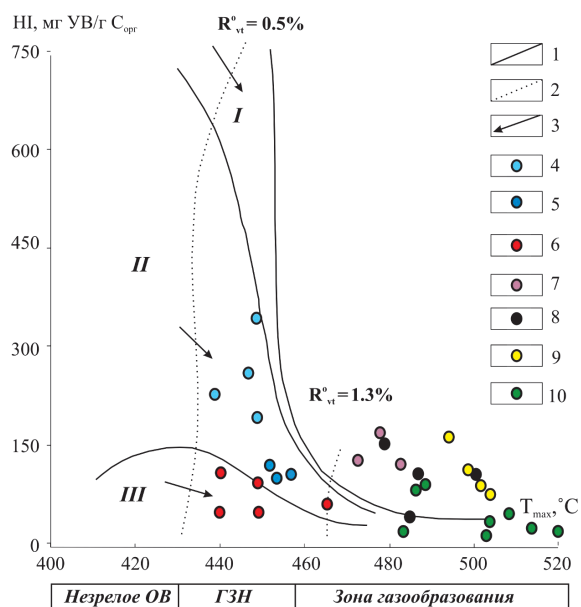 HI, мг УВ/г Сорг
R°vt = 0.5%
750
1
I
2
3
600
4
5
450
6
II
7
8
300
R°vt = 1.3%
9
10
150
III
Tmax, °C
0
400 420 440 460 480 500 520
Незрелое ОВ ГЗН Зона газообразования